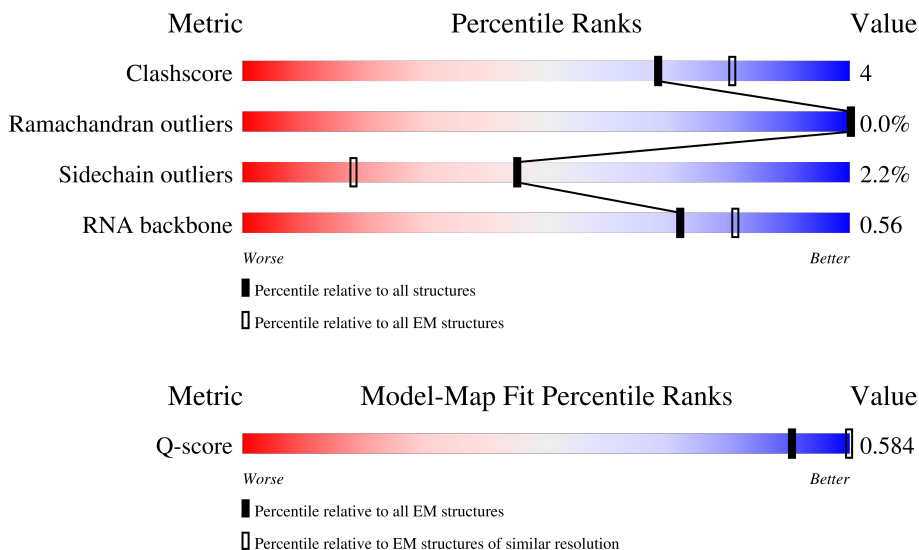 Metric Percentile Ranks Value
Clashscore 4
Ramachandran outliers 0.0%
Sidechain outliers 2.2%
RNA backbone 0.56
Worse Better
Percentile relative to all structures
Percentile relative to all EM structures
Metric Model-Map Fit Percentile Ranks Value
Q-score 0.584
Worse Better
Percentile relative to all EM structures
Percentile relative to EM structures of similar resolution